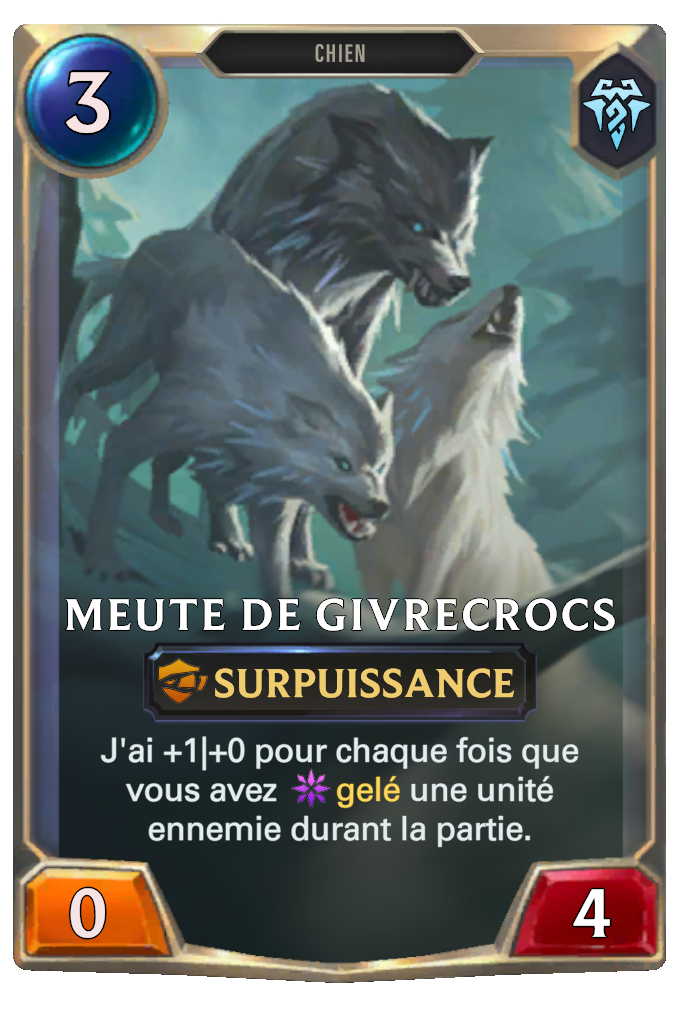 CHIEN
3
MEUTE DE GIVRECROCS
SURPUISSANCE
J'ai +1|+0 pour chaque fois que
vous avez gelé une unité
ennemie durant la partie.
0
4